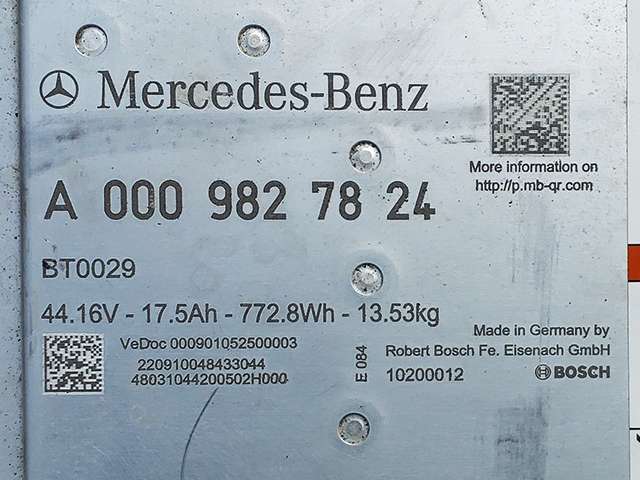 Mercedes-Benz
More information on
http://p.mb-qr.com
A 000 982 78 24
BT0029
44.16V - 17.5Ah - 772.8Wh - 13.53kg
VeDoc 000901052500003
220910048433044
48031044200502H000
E 084
Made in Germany by
Robert Bosch Fe. Eisenach GmbH
10200012
BOSCH